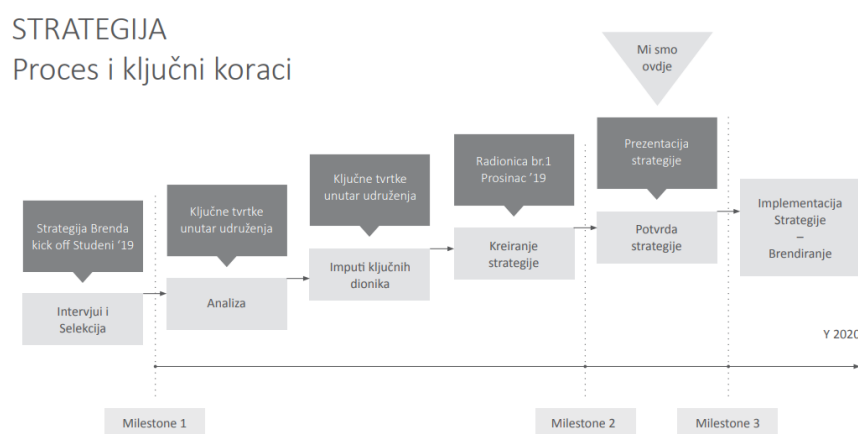 STRATEGIJA
Proces i ključni koraci
Mi smo
ovdje
Strategija Brenda
kick off Studeni ’19
Ključne tvrtke
unutar udruženja
Ključne tvrtke
unutar udruženja
Radionica br.1
Prosinac ’19
Prezentacija
strategije
Intervjui i
Selekcija
Analiza
Imputi ključnih
dionika
Kreiranje
strategije
Potvrda
strategije
Implementacija
Strategije
–
Brendiranje
Y 2020
Milestone 1
Milestone 2
Milestone 3